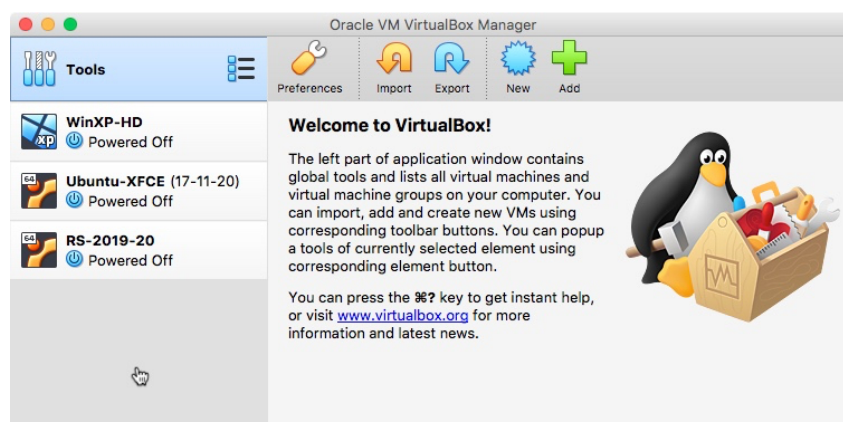 Oracle VM VirtualBox Manager
Tools
Preferences Import Export New Add
WinXP-HD
Powered Off
xp
64
Ubuntu-XFCE (17-11-20)
Powered Off
64
RS-2019-20
Powered Off
Welcome to VirtualBox!
The left part of application window contains
global tools and lists all virtual machines and
virtual machine groups on your computer. You
can import, add and create new VMs using
corresponding toolbar buttons. You can popup
a tools of currently selected element using
corresponding element button.
You can press the ⌘? key to get instant help,
or visit www.virtualbox.org for more
information and latest news.